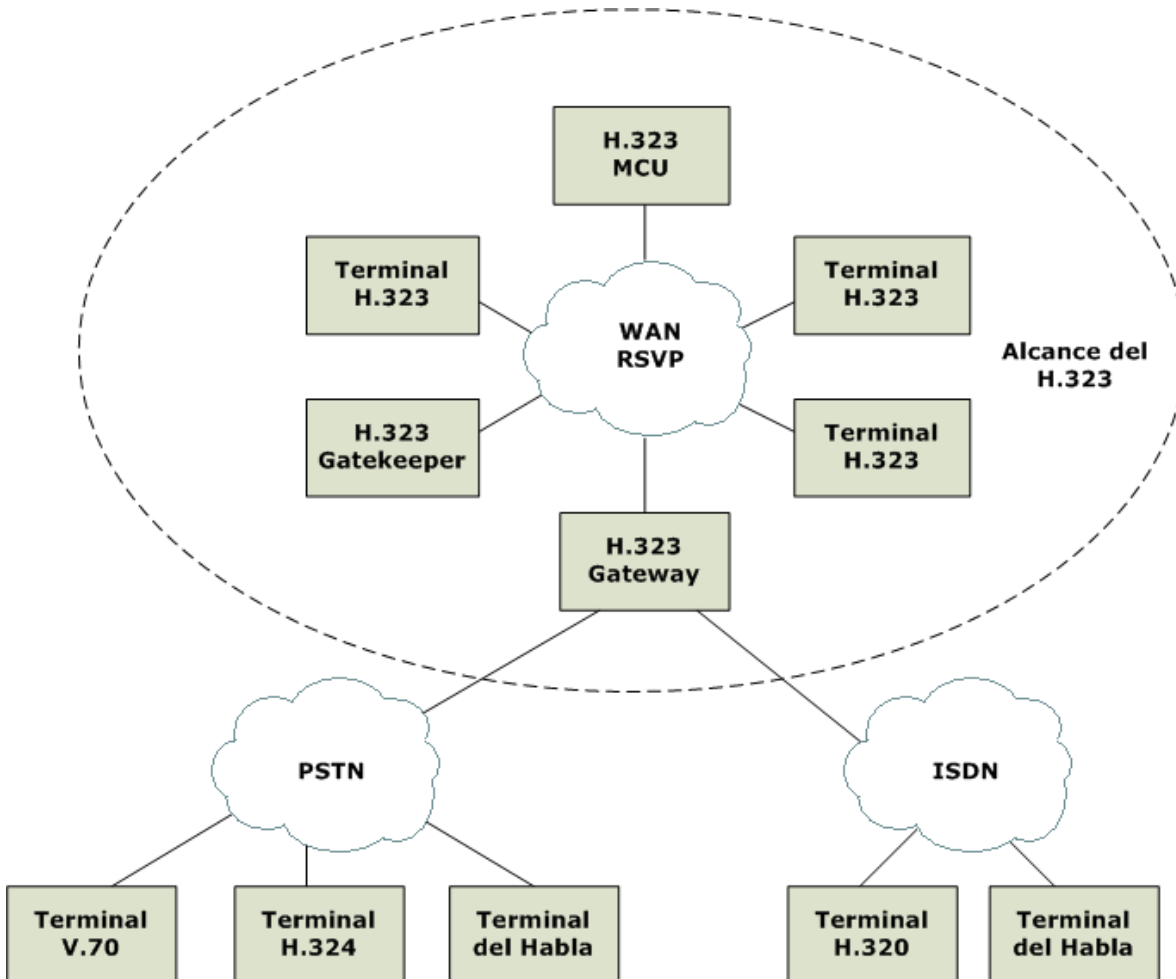 H.323
MCU
Terminal
H.323
Terminal
H.323
WAN
RSVP
Alcance del
H.323
H.323
Gatekeeper
Terminal
H.323
H.323
Gateway
PSTN
ISDN
Terminal
V.70
Terminal
H.324
Terminal
del Habla
Terminal
H.320
Terminal
del Habla